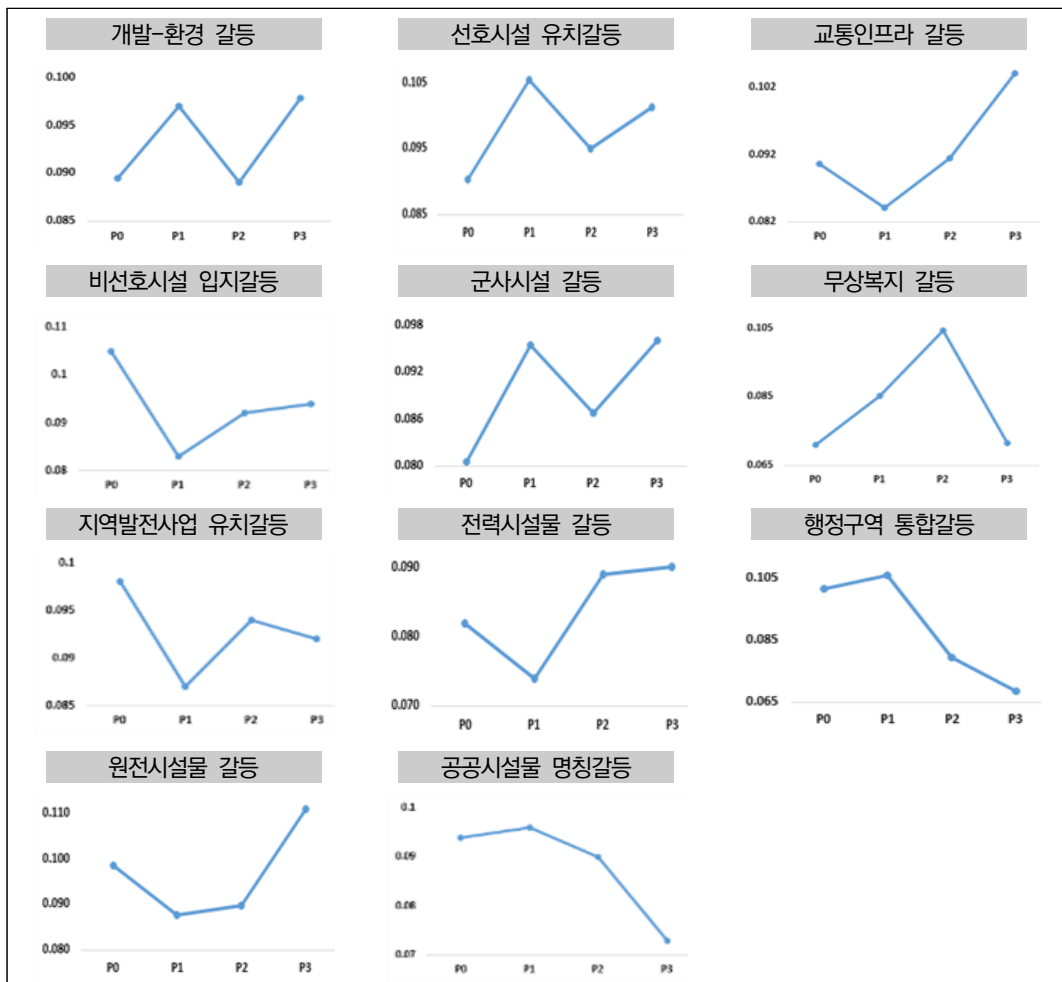 개발-환경 갈등
0.100
0.095
0.090
0.085
P0 P1 P2 P3
선호시설 유치갈등
0.105
0.095
0.085
P0 P1 P2 P3
교통인프라 갈등
0.102
0.092
0.082
P0 P1 P2 P3
비선호시설 입지갈등
0.11
0.1
0.09
0.08
P0 P1 P2 P3
군사시설 갈등
0.098
0.092
0.086
0.080
P0 P1 P2 P3
무상복지 갈등
0.105
0.085
0.065
P0 P1 P2 P3
지역발전사업 유치갈등
0.1
0.095
0.09
0.085
P0 P1 P2 P3
전력시설물 갈등
0.090
0.080
0.070
P0 P1 P2 P3
행정구역 통합갈등
0.105
0.085
0.065
P0 P1 P2 P3
원전시설물 갈등
0.110
0.100
0.090
0.080
P0 P1 P2 P3
공공시설물 명칭갈등
0.1
0.09
0.08
0.07
P0 P1 P2 P3